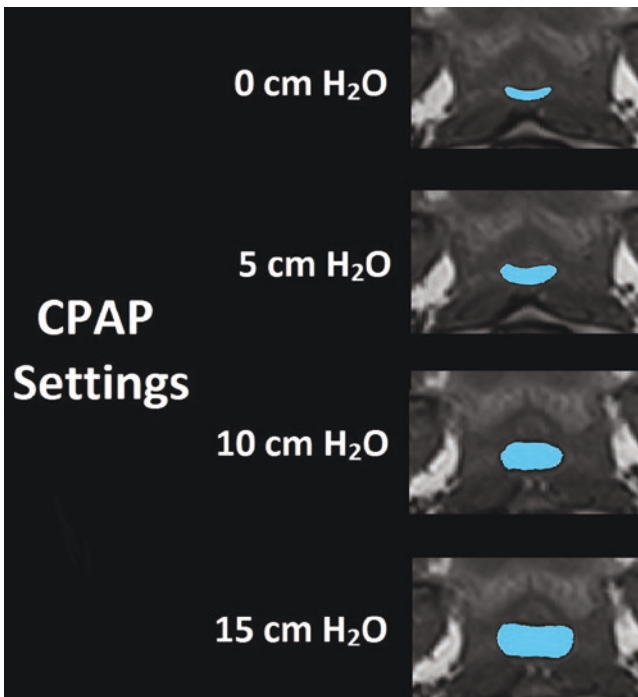 0 cm H₂O
5 cm H₂O
CPAP
Settings
10 cm H₂O
15 cm H₂O